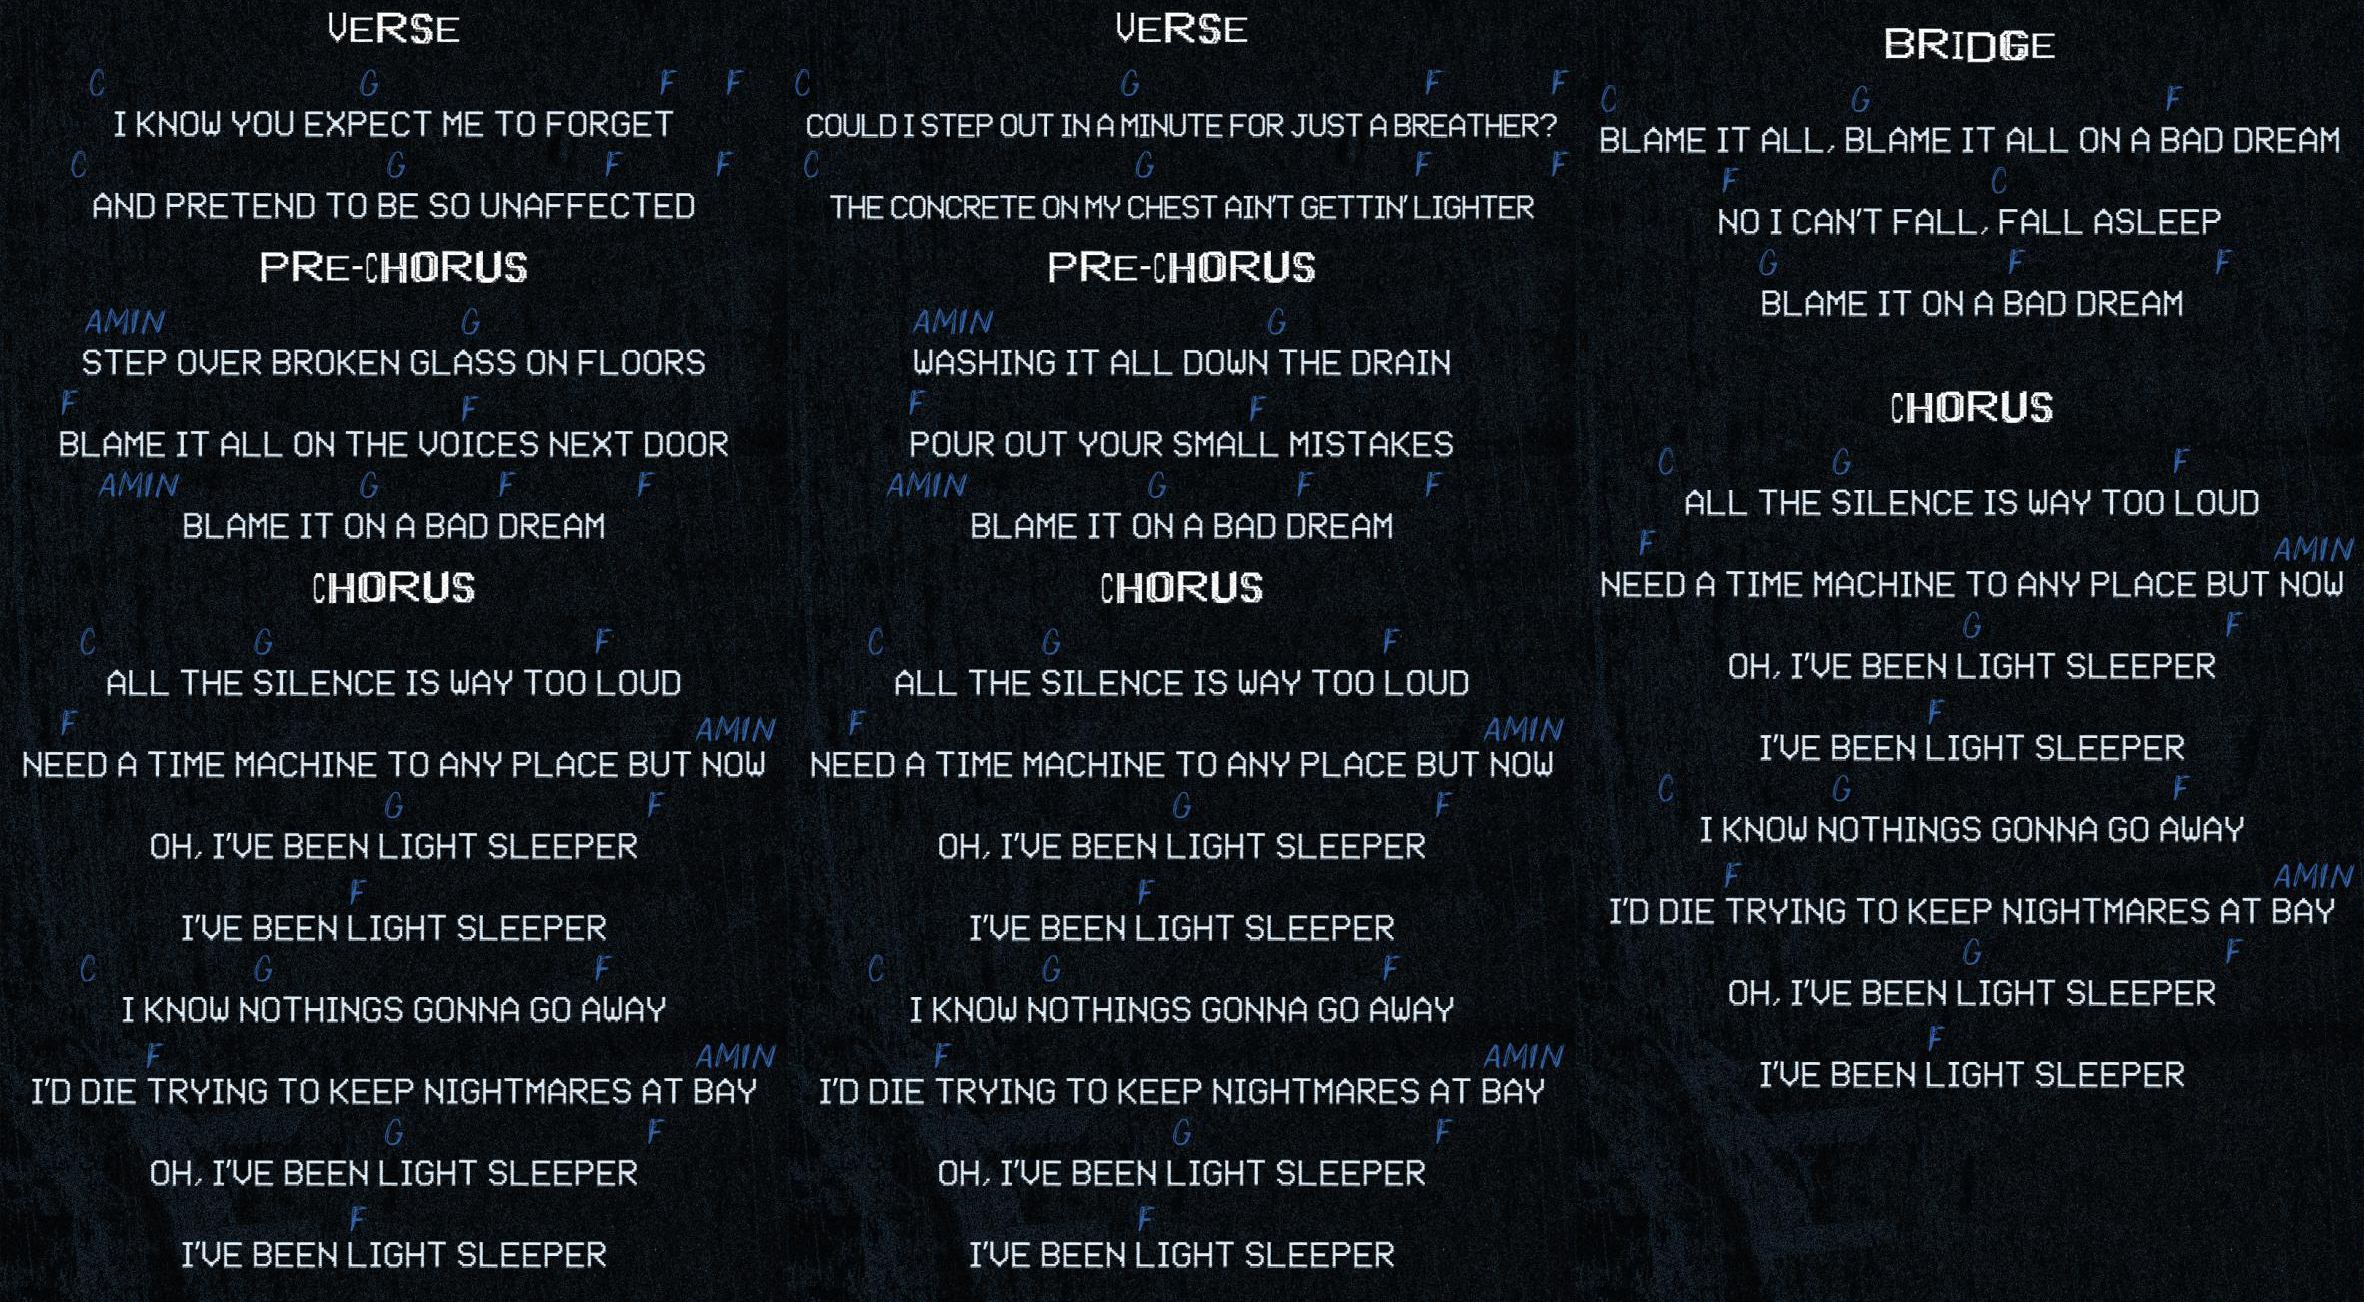 VERSE
C G F F
I KNOW YOU EXPECT ME TO FORGET
C G F F
AND PRETEND TO BE SO UNAFFECTED
PRE-CHORUS
AMIN G
STEP OVER BROKEN GLASS ON FLOORS
F F
BLAME IT ALL ON THE VOICES NEXT DOOR
AMIN G F F
BLAME IT ON A BAD DREAM
CHORUS
C G F
ALL THE SILENCE IS WAY TOO LOUD
F AMIN
NEED A TIME MACHINE TO ANY PLACE BUT NOW
G F
OH, I'VE BEEN LIGHT SLEEPER
F
I'VE BEEN LIGHT SLEEPER
C G F
I KNOW NOTHINGS GONNA GO AWAY
F AMIN
I'D DIE TRYING TO KEEP NIGHTMARES AT BAY
G F
OH, I'VE BEEN LIGHT SLEEPER
F
I'VE BEEN LIGHT SLEEPER
VERSE
C G F F
COULD I STEP OUT IN A MINUTE FOR JUST A BREATHER?
C G F F
THE CONCRETE ON MY CHEST AIN'T GETTIN' LIGHTER
PRE-CHORUS
AMIN G
WASHING IT ALL DOWN THE DRAIN
F F
POUR OUT YOUR SMALL MISTAKES
AMIN G F F
BLAME IT ON A BAD DREAM
CHORUS
C G F
ALL THE SILENCE IS WAY TOO LOUD
F AMIN
NEED A TIME MACHINE TO ANY PLACE BUT NOW
G F
OH, I'VE BEEN LIGHT SLEEPER
F
I'VE BEEN LIGHT SLEEPER
C G F
I KNOW NOTHINGS GONNA GO AWAY
F AMIN
I'D DIE TRYING TO KEEP NIGHTMARES AT BAY
G F
OH, I'VE BEEN LIGHT SLEEPER
F
I'VE BEEN LIGHT SLEEPER
BRIDGE
C G F
BLAME IT ALL, BLAME IT ALL ON A BAD DREAM
F C
NO I CAN'T FALL, FALL ASLEEP
G F F
BLAME IT ON A BAD DREAM
CHORUS
C G F
ALL THE SILENCE IS WAY TOO LOUD
F AMIN
NEED A TIME MACHINE TO ANY PLACE BUT NOW
G F
OH, I'VE BEEN LIGHT SLEEPER
F
I'VE BEEN LIGHT SLEEPER
C G F
I KNOW NOTHINGS GONNA GO AWAY
F AMIN
I'D DIE TRYING TO KEEP NIGHTMARES AT BAY
G F
OH, I'VE BEEN LIGHT SLEEPER
F
I'VE BEEN LIGHT SLEEPER